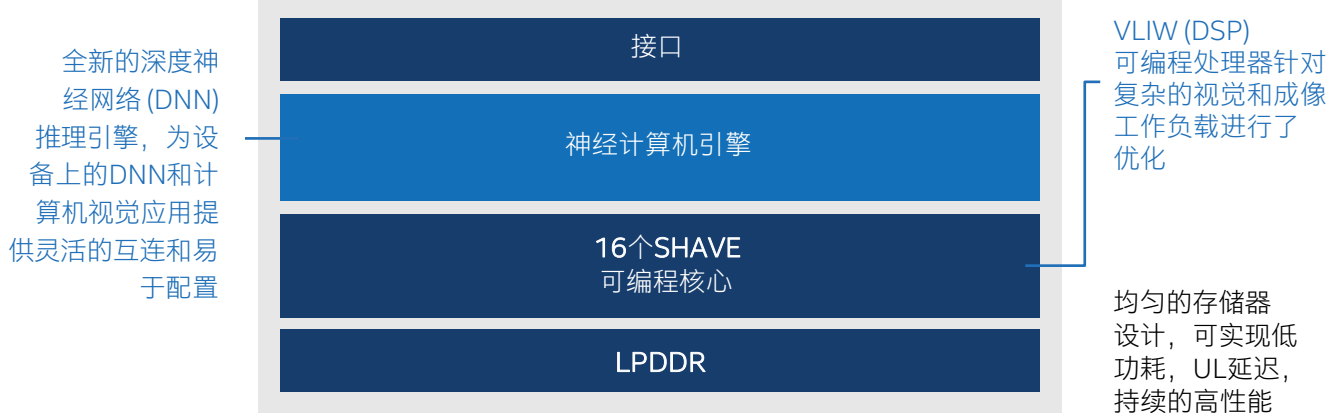 全新的深度神
经网络 (DNN)
推理引擎，为设
备上的DNN和计
算机视觉应用提
供灵活的互连和易
于配置
接口
神经计算机引擎
16个SHAVE
可编程核心
LPDDR
VLIW (DSP)
可编程处理器针对
复杂的视觉和成像
工作负载进行了
优化
均匀的存储器
设计，可实现低
功耗，UL延迟，
持续的高性能